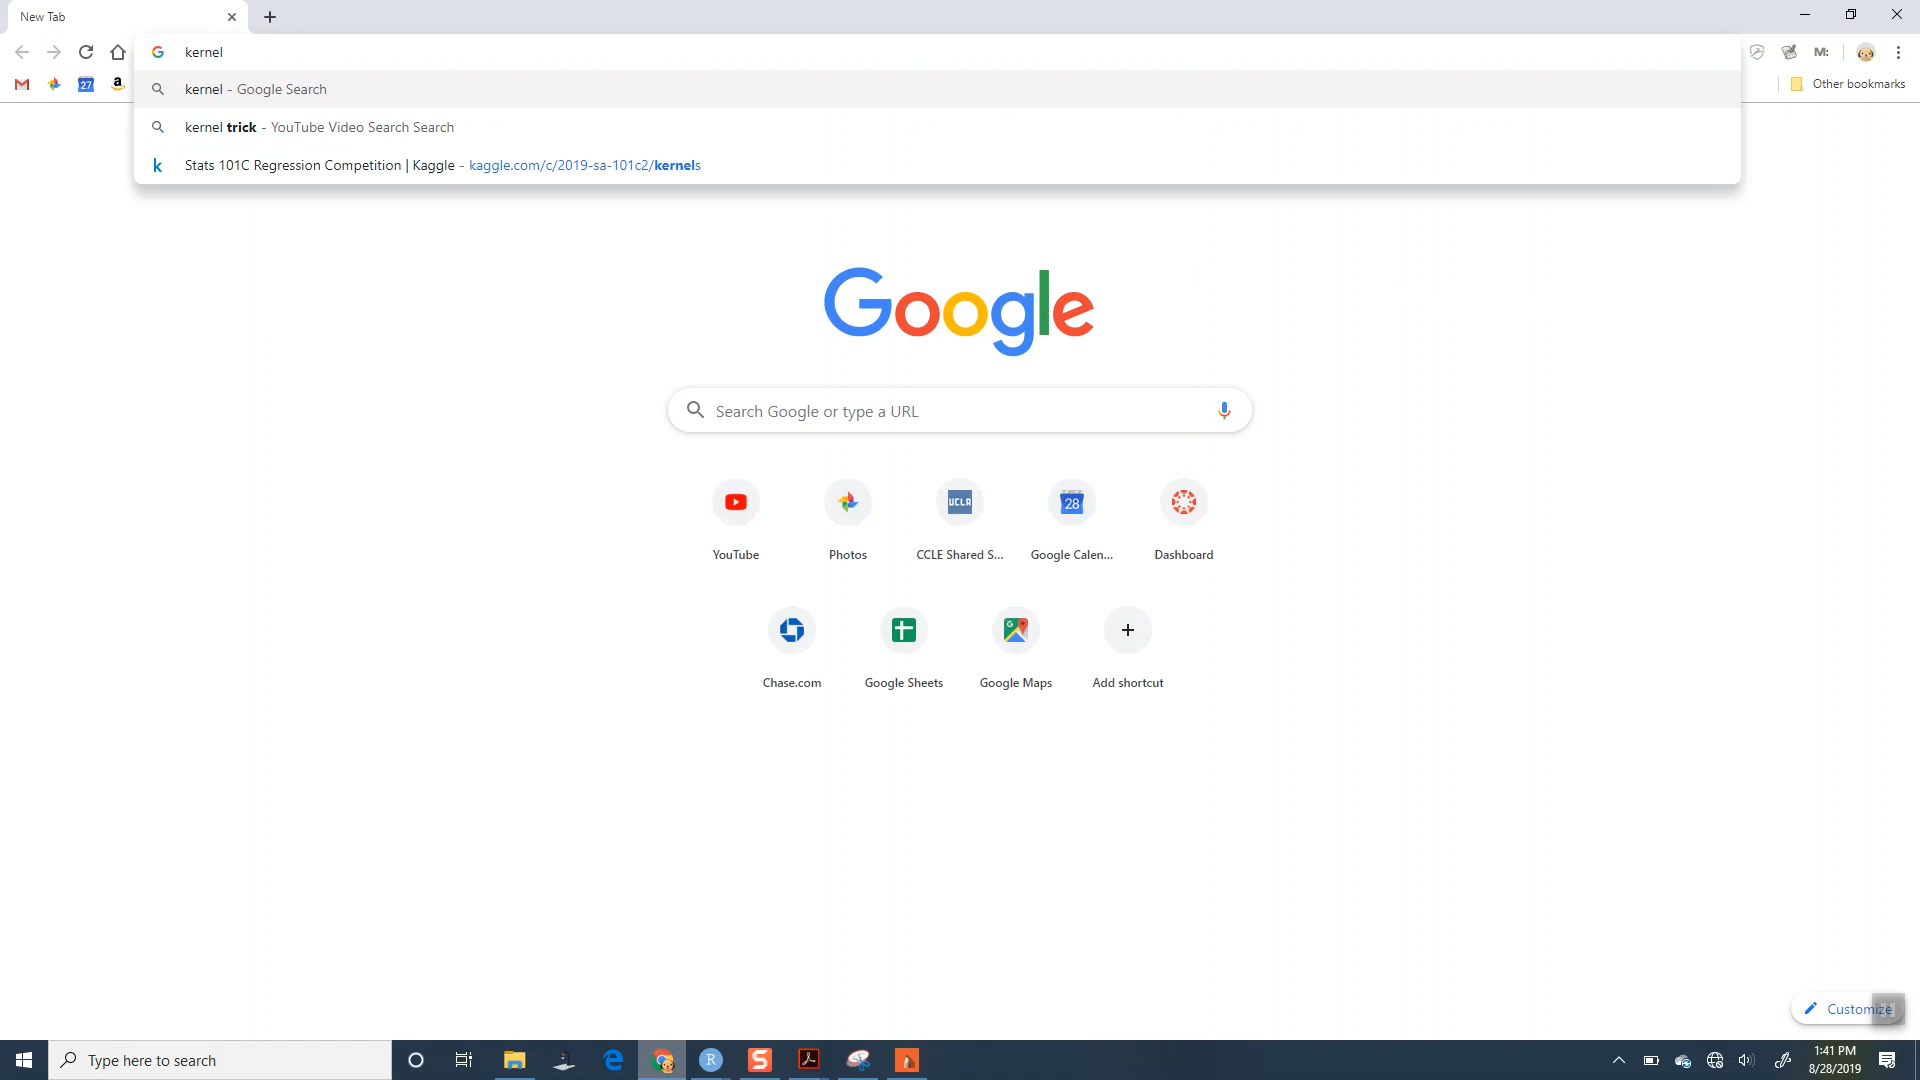 New Tab
kernel
M:
kernel - Google Search
27
a
Other bookmarks
kernel trick - YouTube Video Search Search
k
Stats 101C Regression Competition | Kaggle - kaggle.com/c/2019-sa-101c2/kernels
Google
Search Google or type a URL
UCLA
28
YouTube
Photos
CCLE Shared S...
Google Calen...
Dashboard
G
Chase.com
Google Sheets
Google Maps
Add shortcut
Customize
Type here to search
R
S
1:41 PM
8/28/2019